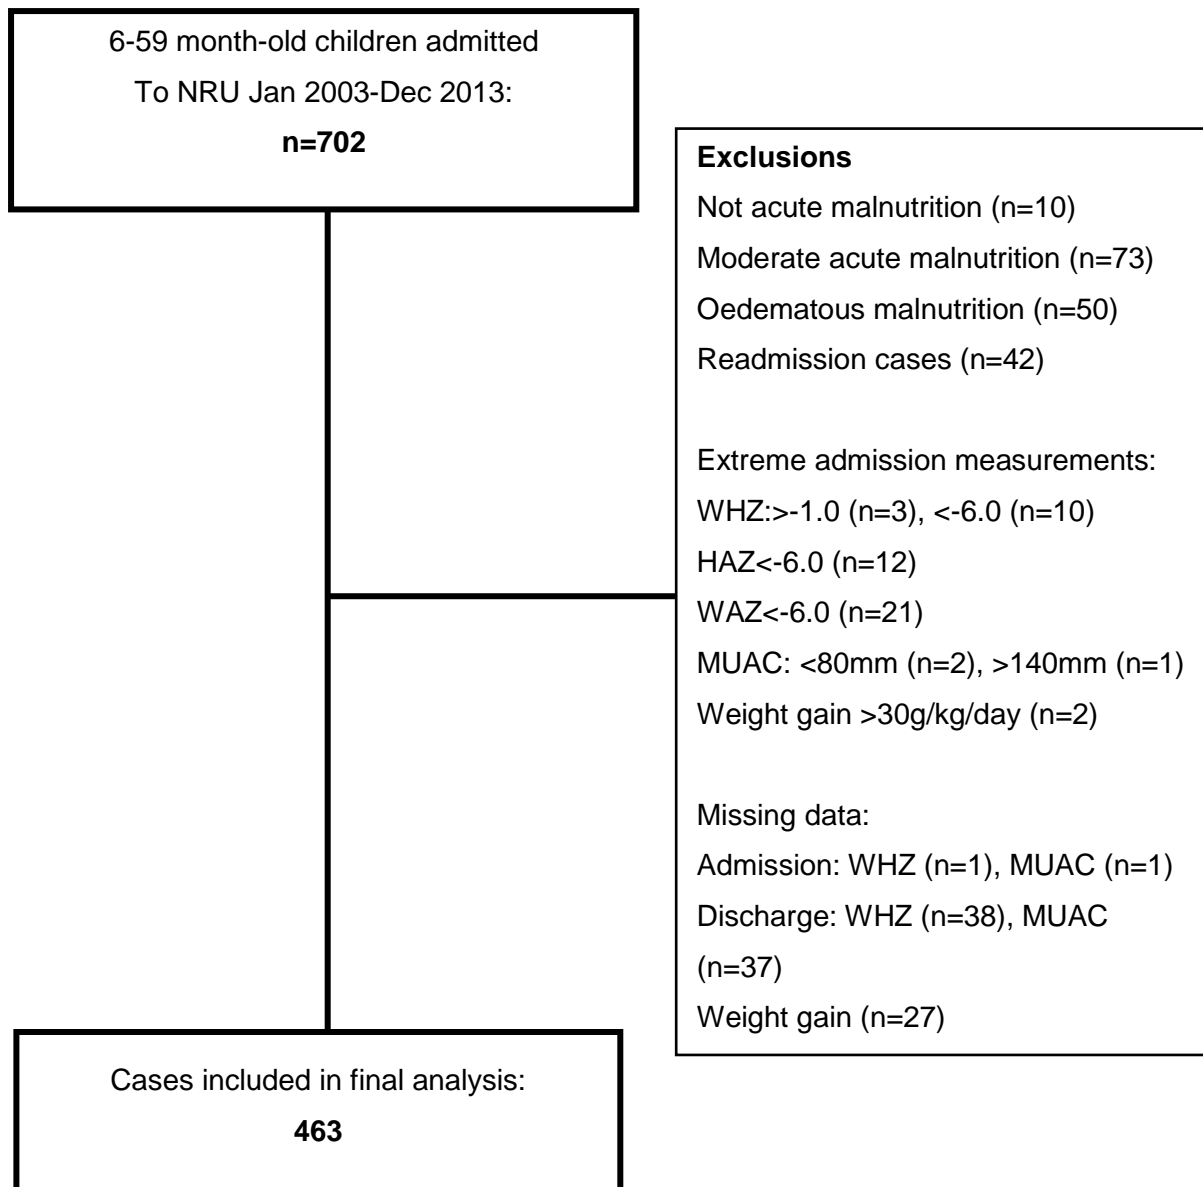 6-59 month-old children admitted
To NRU Jan 2003-Dec 2013:
n=702
Exclusions
Not acute malnutrition (n=10)
Moderate acute malnutrition (n=73)
Oedematous malnutrition (n=50)
Readmission cases (n=42)
Extreme admission measurements:
WHZ:>-1.0 (n=3), <-6.0 (n=10)
HAZ<-6.0 (n=12)
WAZ<-6.0 (n=21)
MUAC: <80mm (n=2), >140mm (n=1)
Weight gain >30g/kg/day (n=2)
Missing data:
Admission: WHZ (n=1), MUAC (n=1)
Discharge: WHZ (n=38), MUAC
(n=37)
Weight gain (n=27)
Cases included in final analysis:
463